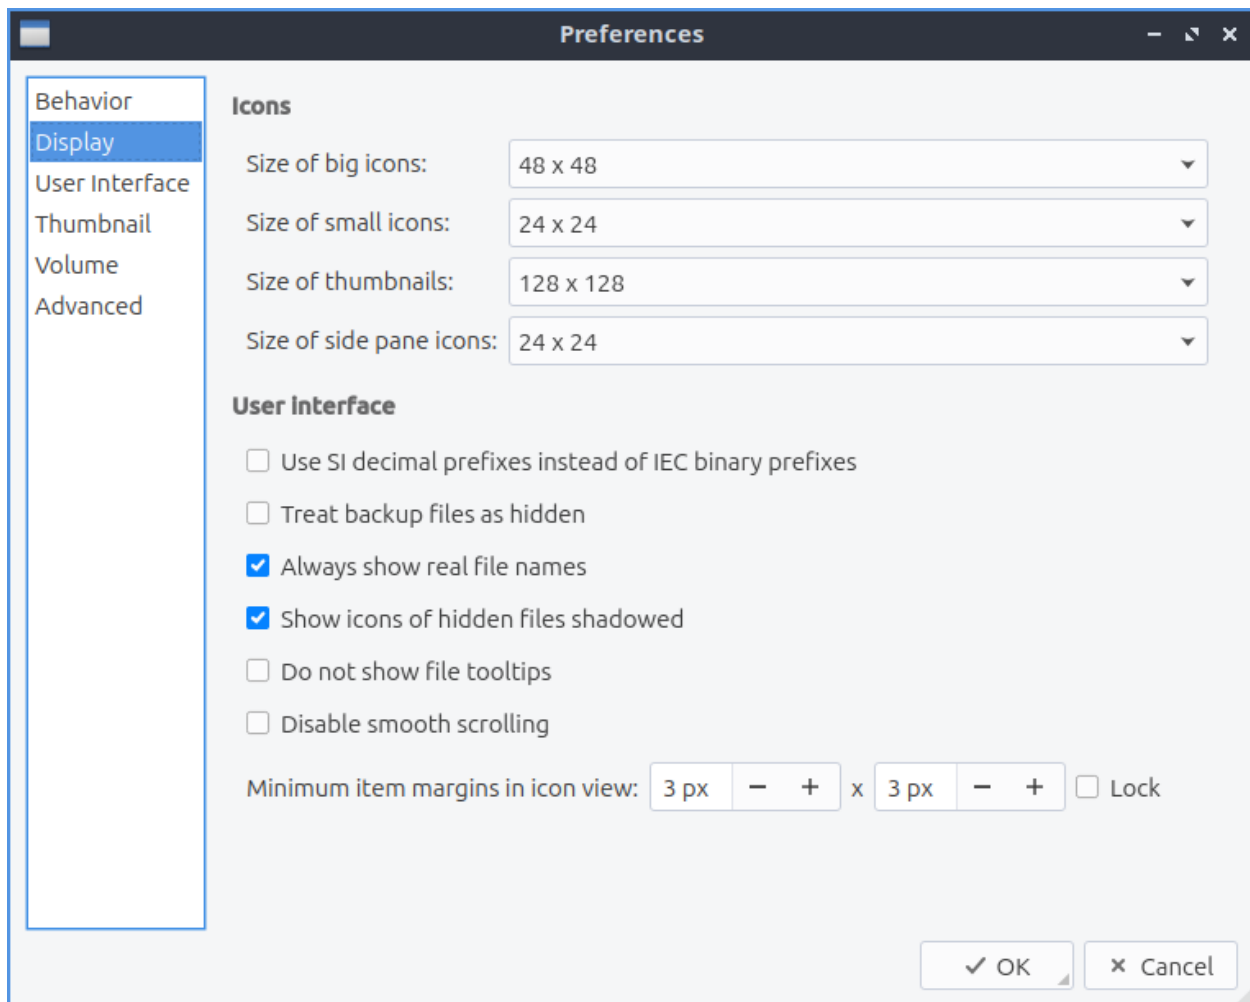 Preferences
Behavior
Display
User Interface
Thumbnail
Volume
Advanced
Icons
Size of big icons: 48 x 48
Size of small icons: 24 x 24
Size of thumbnails: 128 x 128
Size of side pane icons: 24 x 24
User interface
Use SI decimal prefixes instead of IEC binary prefixes
Treat backup files as hidden
Always show real file names
Show icons of hidden files shadowed
Do not show file tooltips
Disable smooth scrolling
Minimum item margins in icon view: 3 px − + x 3 px − + Lock
OK Cancel